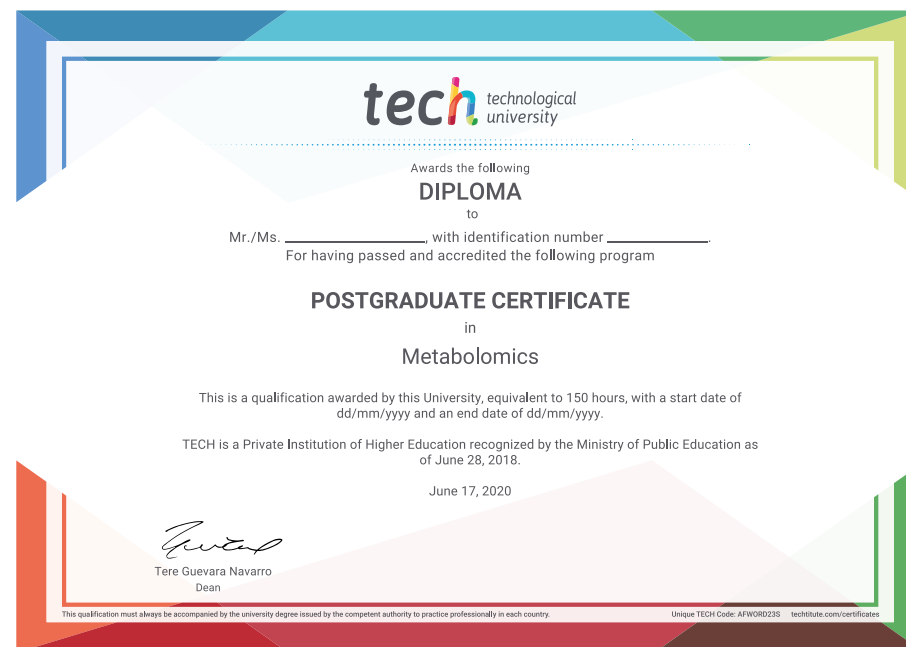 tech technological
university
Awards the following
DIPLOMA
to
Mr./Ms. ____________________, with identification number ______________.
For having passed and accredited the following program
POSTGRADUATE CERTIFICATE
in
Metabolomics
This is a qualification awarded by this University, equivalent to 150 hours, with a start date of
dd/mm/yyyy and an end date of dd/mm/yyyy.
TECH is a Private Institution of Higher Education recognized by the Ministry of Public Education as
of June 28, 2018.
June 17, 2020
Tere Guevara Navarro
Dean
This qualification must always be accompanied by the university degree issued by the competent authority to practice professionally in each country.
Unique TECH Code: AFWORD23S techtitute.com/certificates